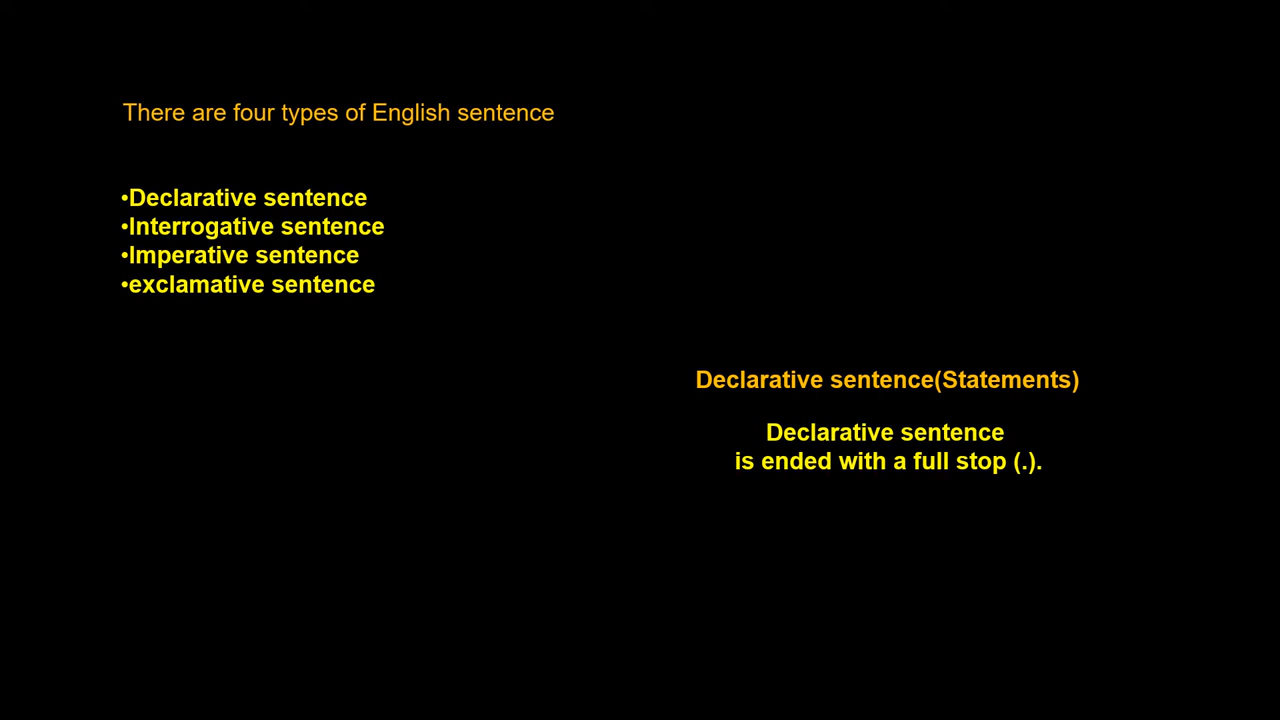 There are four types of English sentence
•Declarative sentence
•Interrogative sentence
•Imperative sentence
•exclamative sentence
Declarative sentence(Statements)
Declarative sentence
is ended with a full stop (.).